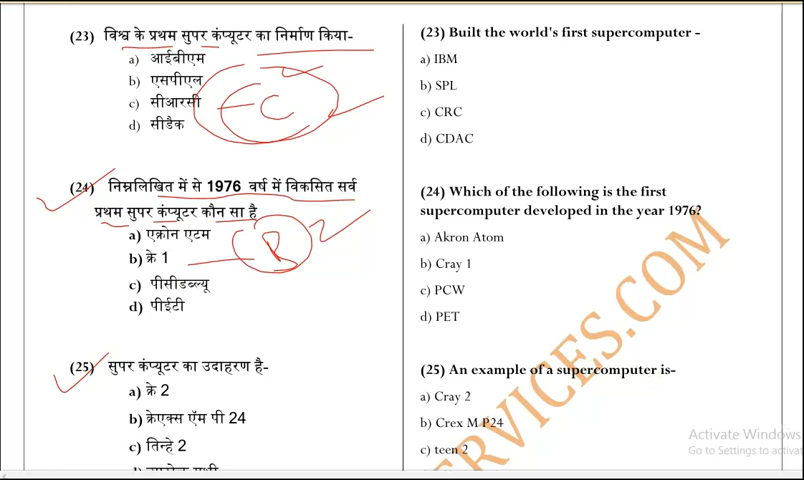 (23) विश्व के प्रथम सुपर कंप्यूटर का निर्माण किया-
a) आईबीएम
b) एसपीएल
c) सीआरसी
d) सीडैक
C
(24) निम्नलिखित में से 1976 वर्ष में विकसित सर्व
प्रथम सुपर कंप्यूटर कौन सा है
a) एक्रोन एटम
b) क्रे 1
c) पीसीडब्ल्यू
d) पीईटी
(25) सुपर कंप्यूटर का उदाहरण है-
a) क्रे 2
b) क्रेएक्स ऍम पी 24
c) तिन्हे 2
(23) Built the world's first supercomputer -
a) IBM
b) SPL
c) CRC
d) CDAC
(24) Which of the following is the first
supercomputer developed in the year 1976?
a) Akron Atom
b) Cray 1
c) PCW
d) PET
(25) An example of a supercomputer is-
a) Cray 2
b) Crex M P24
c) teen 2
ERVICES.COM
Activate Windows
Go to Settings to activat